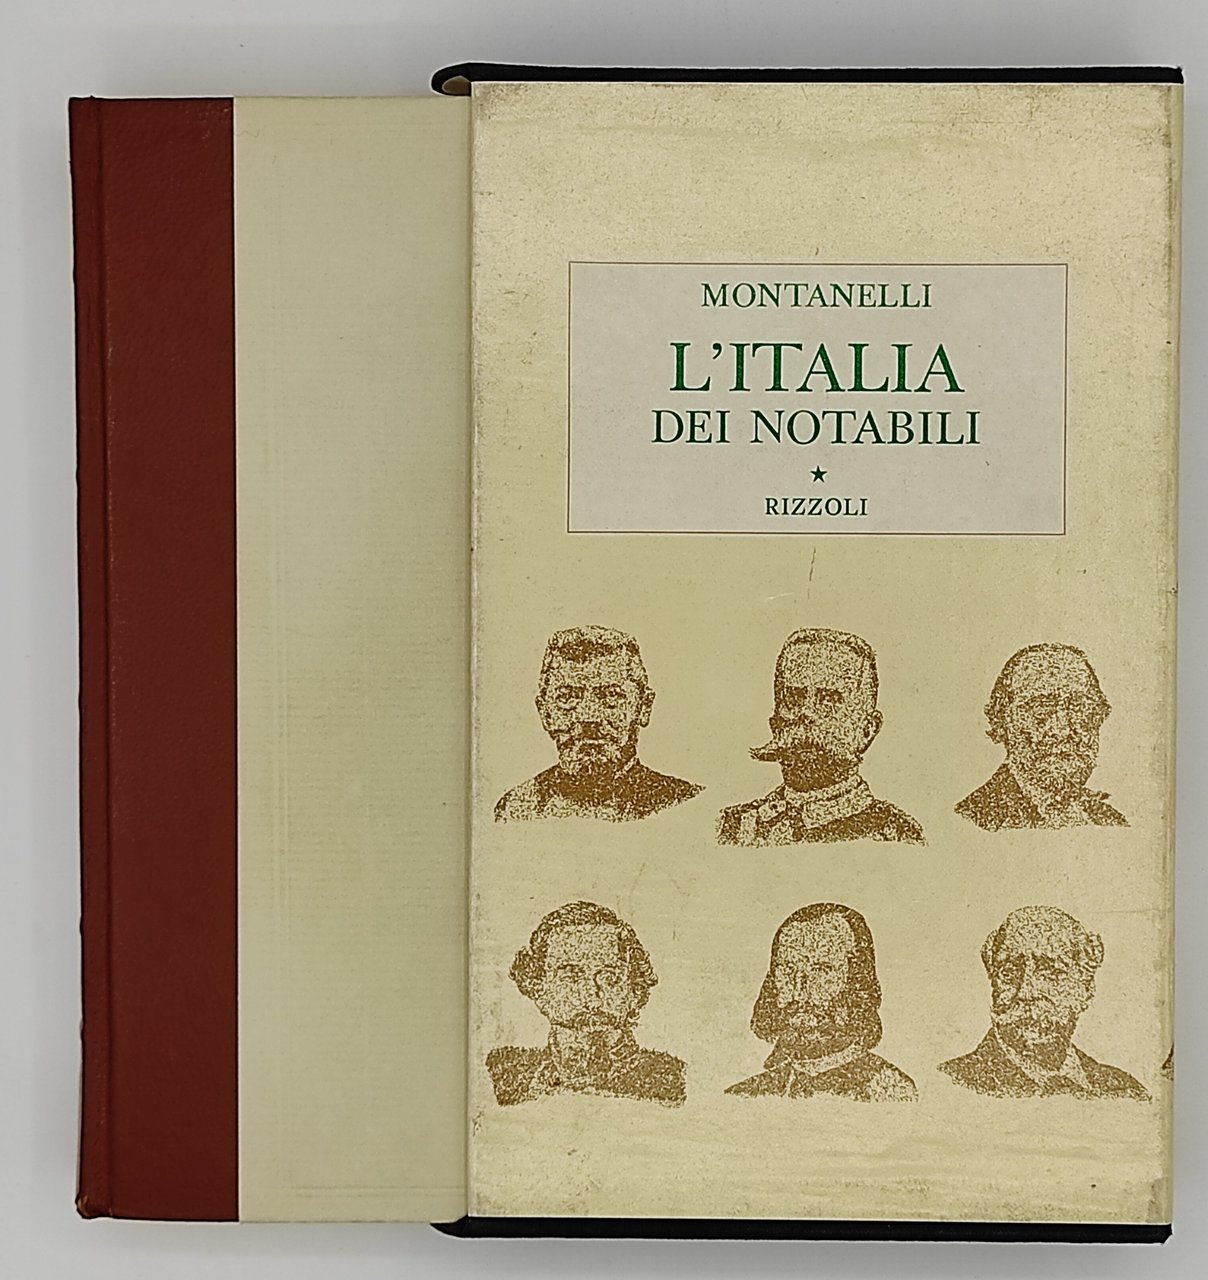 MONTANELLI
L'ITALIA
DEI NOTABILI
★
RIZZOLI